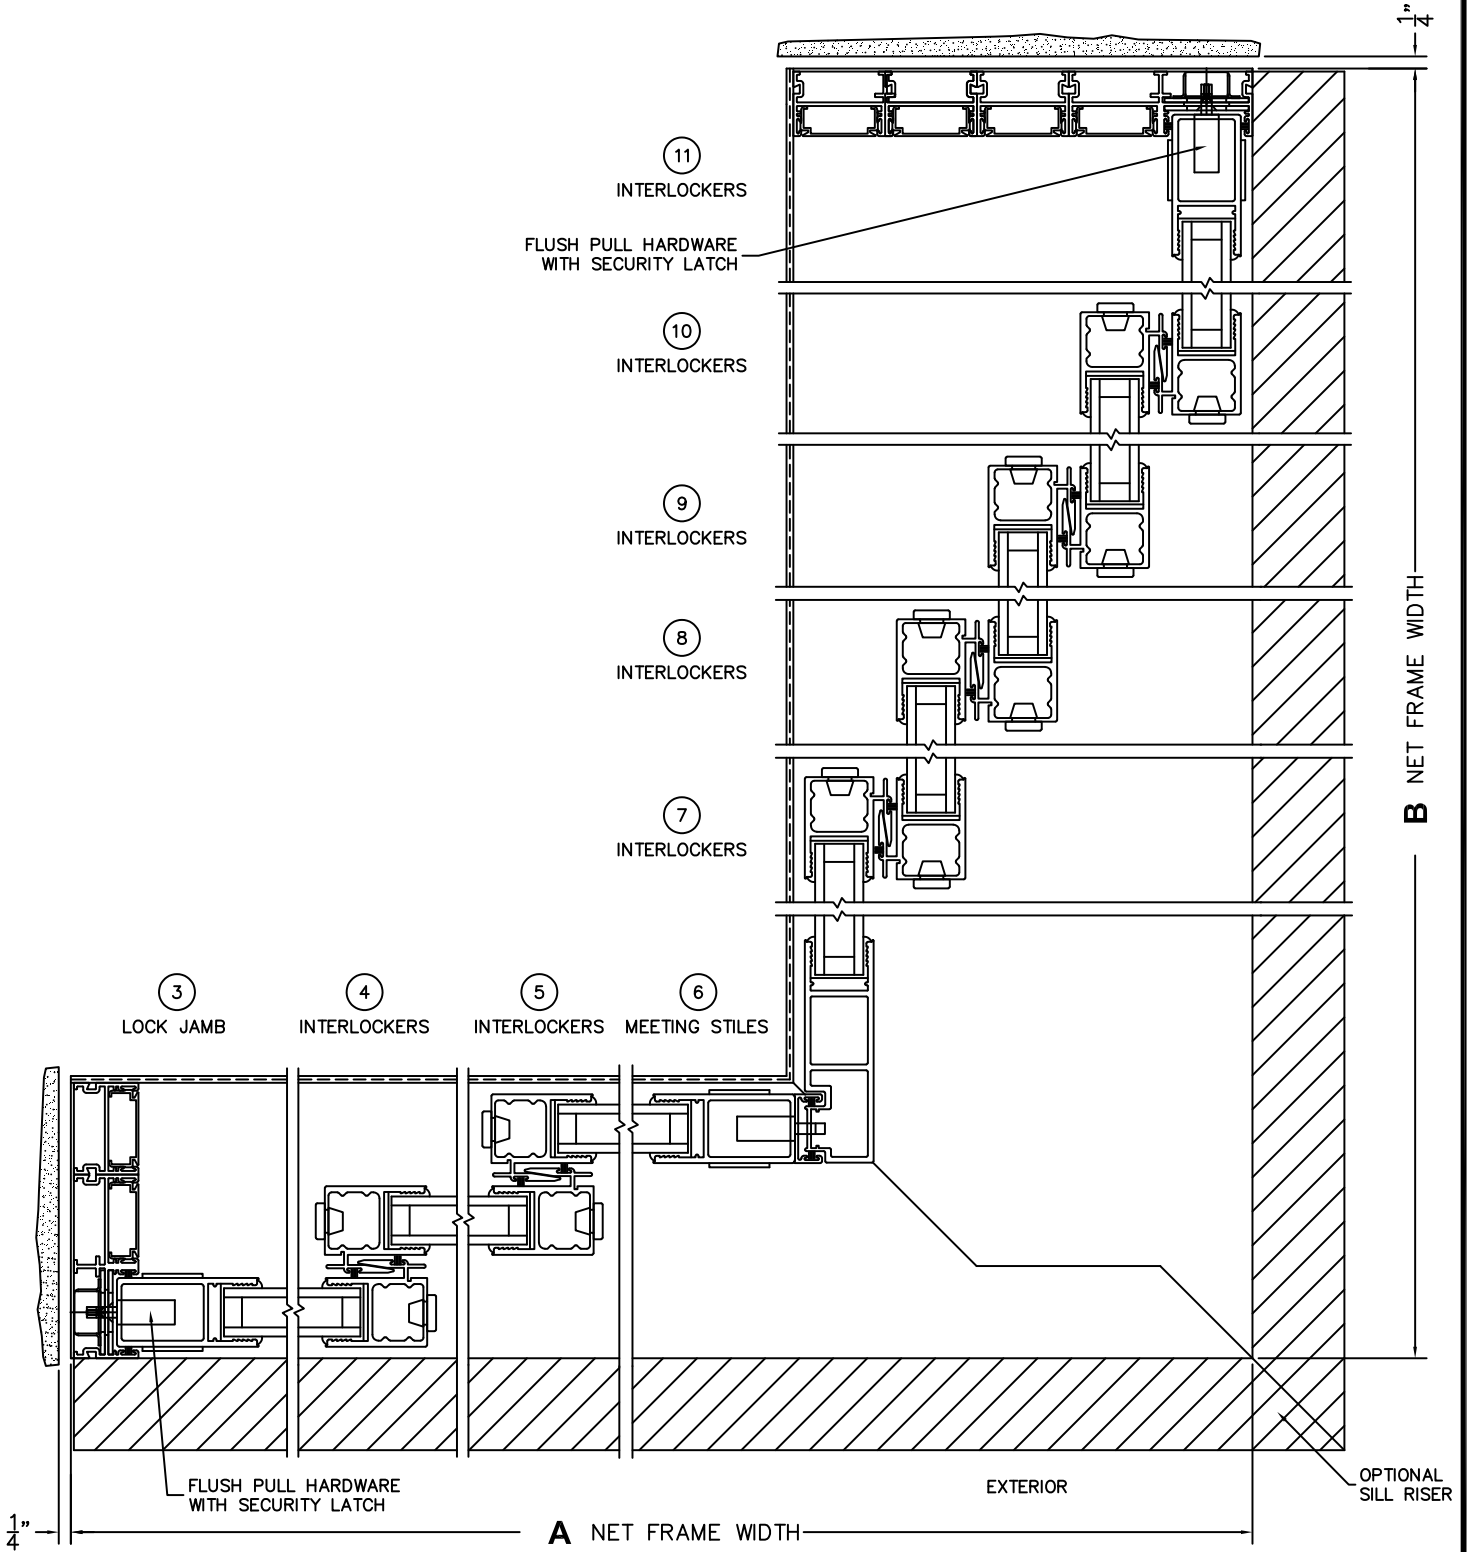 1"
4
11
INTERLOCKERS
FLUSH PULL HARDWARE
WITH SECURITY LATCH
10
INTERLOCKERS
9
INTERLOCKERS
8
INTERLOCKERS
7
INTERLOCKERS
B NET FRAME WIDTH
3
LOCK JAMB
4
INTERLOCKERS
5
INTERLOCKERS
6
MEETING STILES
FLUSH PULL HARDWARE
WITH SECURITY LATCH
EXTERIOR
OPTIONAL
SILL RISER
1"
4
A NET FRAME WIDTH